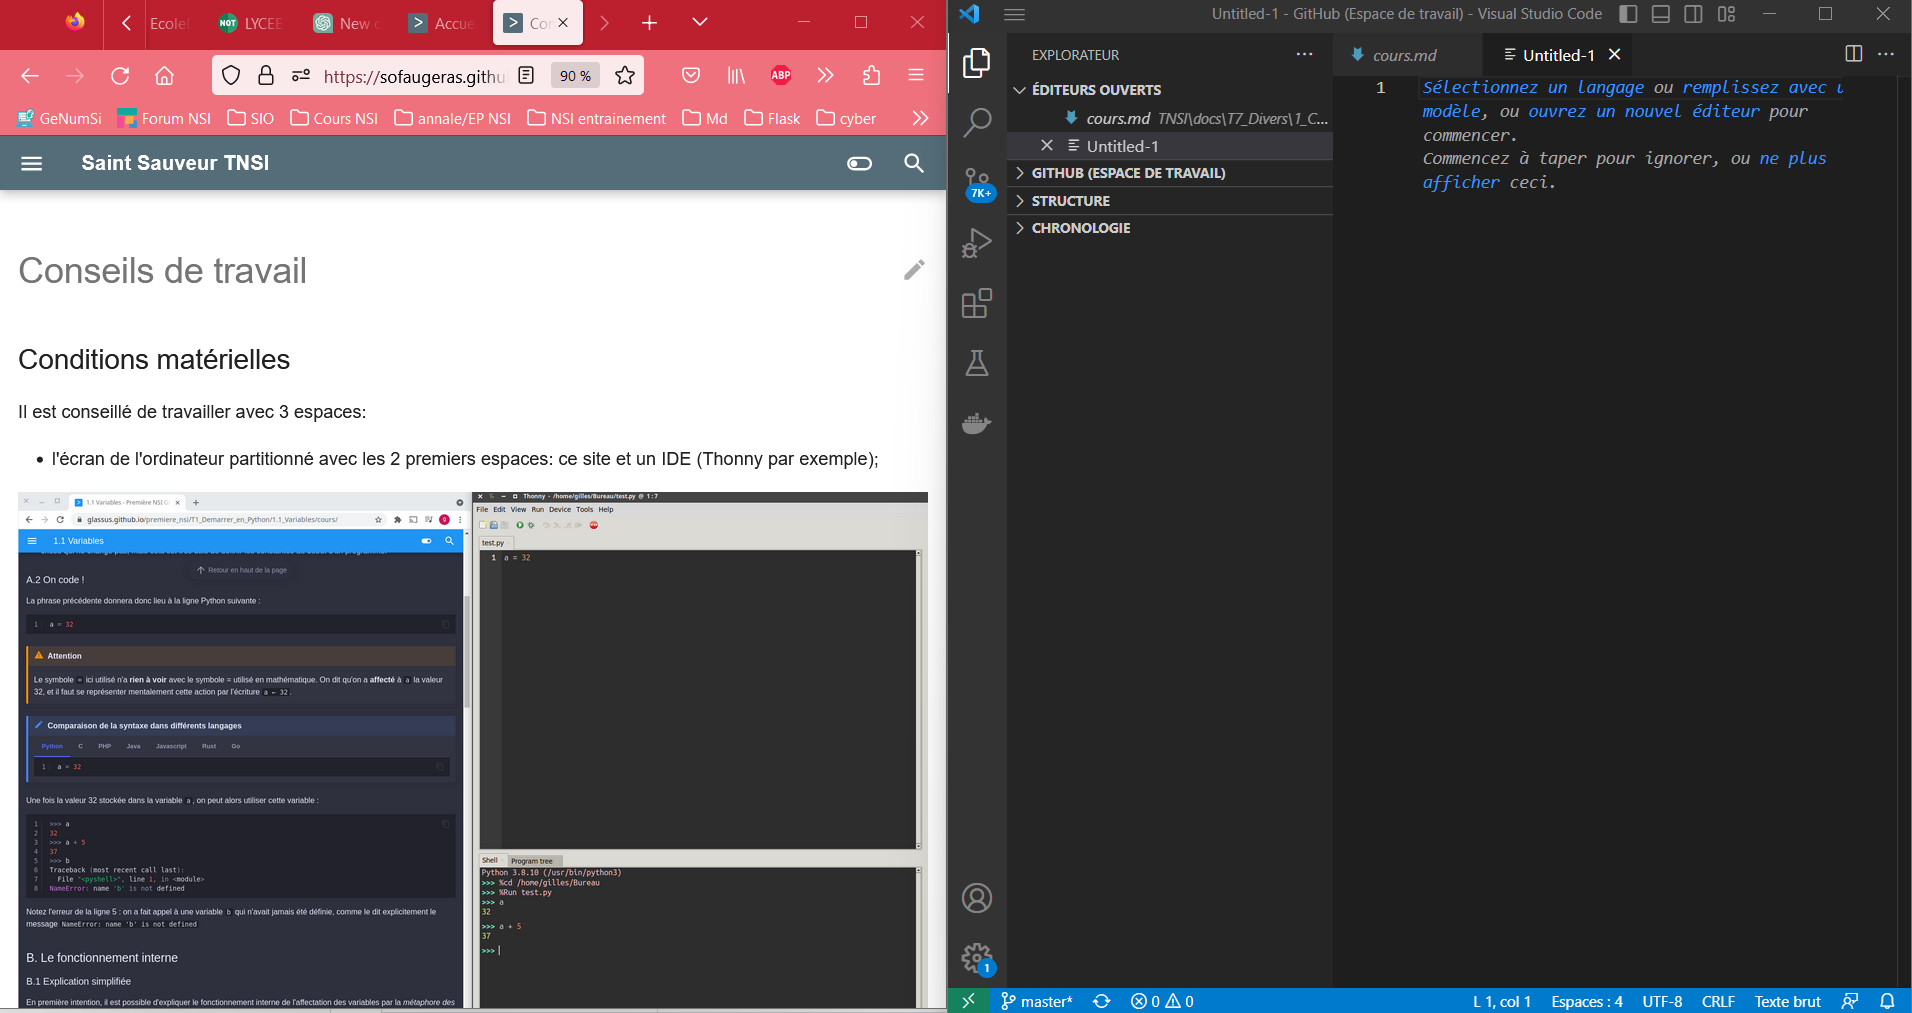 Ecole
NOT LYCEE
New c
Accue
Con
https://sofaugeras.githu
90 %
ABP
GeNumSi
Forum NSI
SIO
Cours NSI
annale/EP NSI
NSI entrainement
Md
Flask
cyber
Saint Sauveur TNSI
Conseils de travail
Conditions matérielles
Il est conseillé de travailler avec 3 espaces:
l'écran de l'ordinateur partitionné avec les 2 premiers espaces: ce site et un IDE (Thonny par exemple);
1.1 Variables - Première NSI G
glassus.github.io/premiere_nsi/T1_Demarrer_en_Python/1.1_Variables/cours/
1.1 Variables
Retour en haut de la page
A.2 On code !
La phrase précédente donnera donc lieu à la ligne Python suivante :
1 a = 32
Attention
Le symbole = ici utilisé n'a rien à voir avec le symbole = utilisé en mathématique. On dit qu'on a affecté à a la valeur
32, et il faut se représenter mentalement cette action par l'écriture a ← 32.
Comparaison de la syntaxe dans différents langages
Python C PHP Java Javascript Rust Go
1 a = 32
Une fois la valeur 32 stockée dans la variable a, on peut alors utiliser cette variable :
1 >>> a
2 32
3 >>> a + 5
4 37
5 >>> b
6 Traceback (most recent call last):
7 File "<pyshell>", line 1, in <module>
8 NameError: name 'b' is not defined
Notez l'erreur de la ligne 5 : on a fait appel à une variable b qui n'avait jamais été définie, comme le dit explicitement le
message NameError: name 'b' is not defined
B. Le fonctionnement interne
B.1 Explication simplifiée
En première intention, il est possible d'expliquer le fonctionnement interne de l'affectation des variables par la métaphore des
Thonny - /home/gilles/Bureau/test.py @ 1:7
File Edit View Run Device Tools Help
test.py
1 a = 32
Shell Program tree
Python 3.8.10 (/usr/bin/python3)
>>> %cd /home/gilles/Bureau
>>> %Run test.py
>>> a
32
>>> a + 5
37
>>>
Untitled-1 - GitHub (Espace de travail) - Visual Studio Code
EXPLORATEUR
ÉDITEURS OUVERTS
cours.md TNSI\docs\T7_Divers\1_C...
Untitled-1
GITHUB (ESPACE DE TRAVAIL)
STRUCTURE
CHRONOLOGIE
7K+
1
cours.md
Untitled-1
1 Sélectionnez un langage ou remplissez avec u
modèle, ou ouvrez un nouvel éditeur pour
commencer.
Commencez à taper pour ignorer, ou ne plus
afficher ceci.
master*
0 0
L 1, col 1
Espaces : 4
UTF-8
CRLF
Texte brut